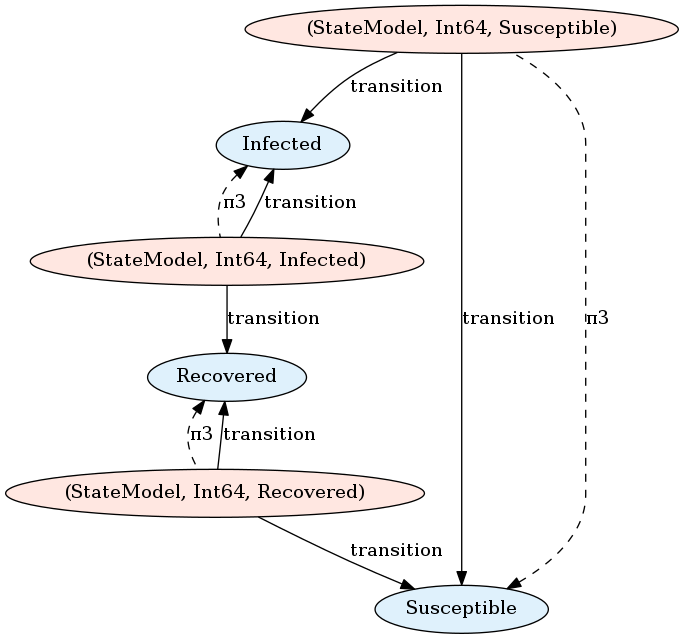 (StateModel, Int64, Susceptible)
transition
Infected
π3
transition
(StateModel, Int64, Infected)
transition
transition
π3
Recovered
π3
transition
(StateModel, Int64, Recovered)
transition
Susceptible